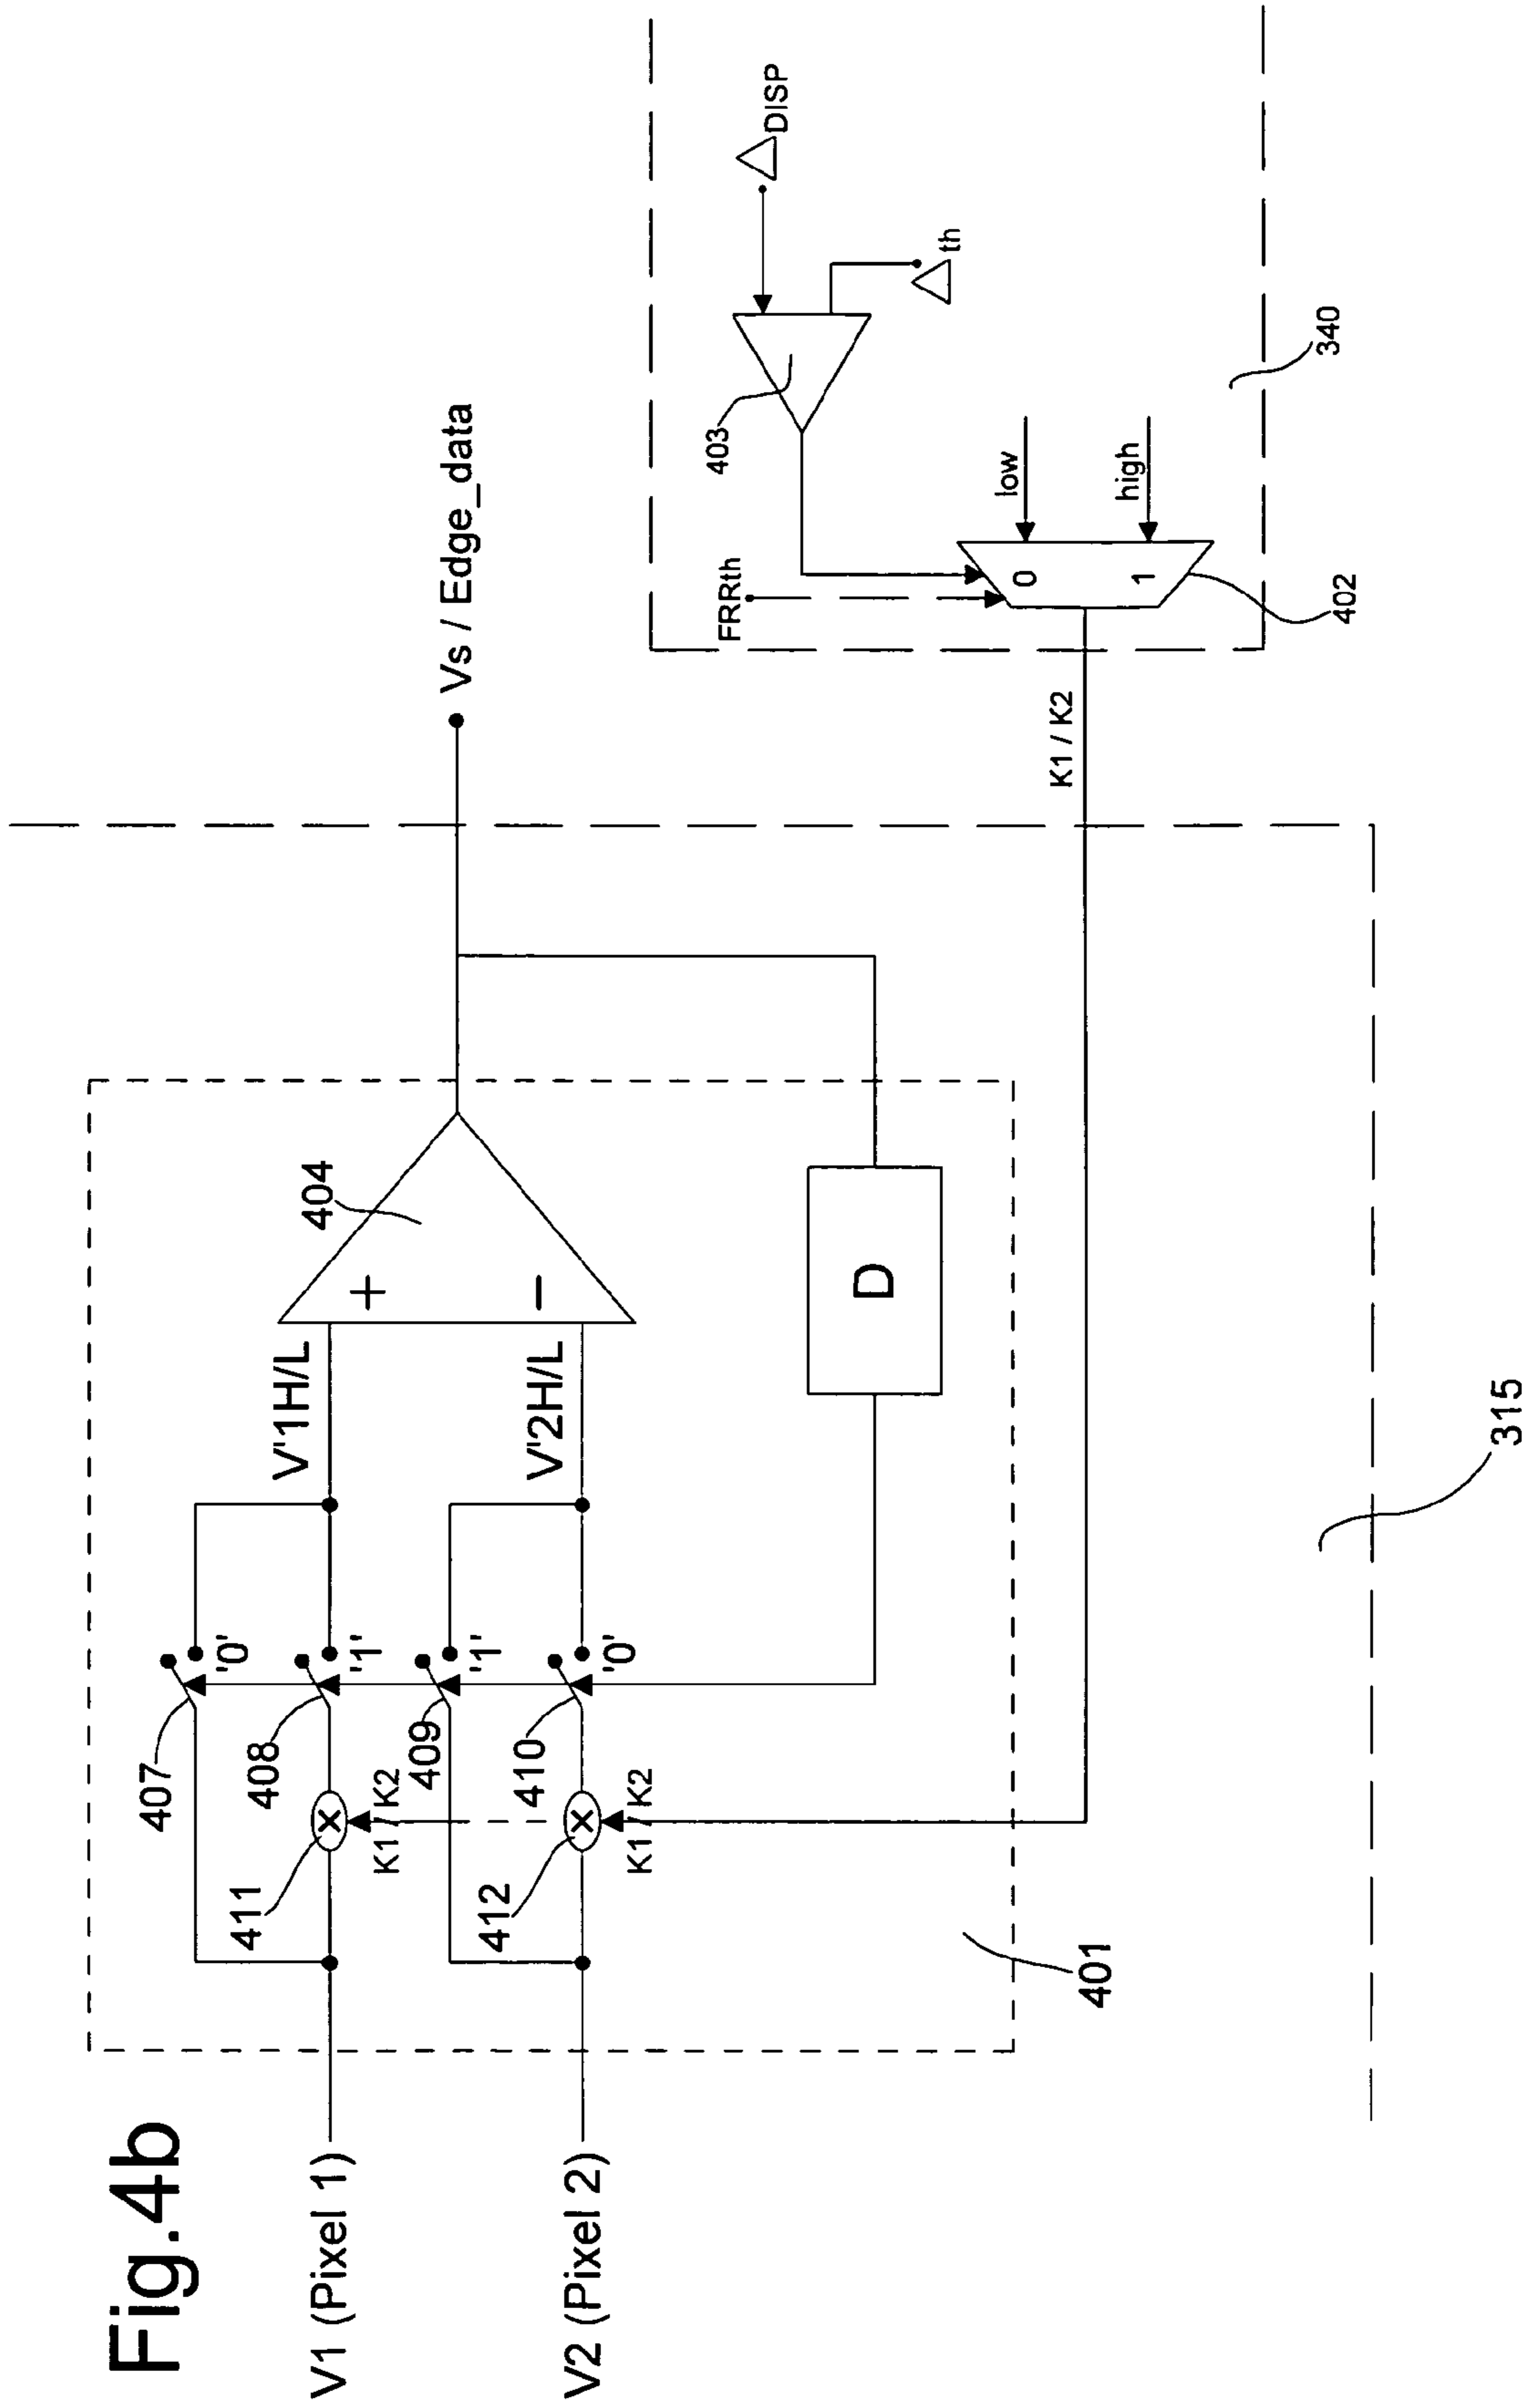 Fig.4b
V1 (Pixel 1)
V2 (Pixel 2)
407
'0'
408
'1'
409
'1'
410
'0'
411
K1 / K2
412
K1 / K2
V'1H/L
V'2H/L
+
−
404
D
401
315
Vs / Edge_data
K1 / K2
FRRth
403
△DISP
△th
low
high
0
1
402
340